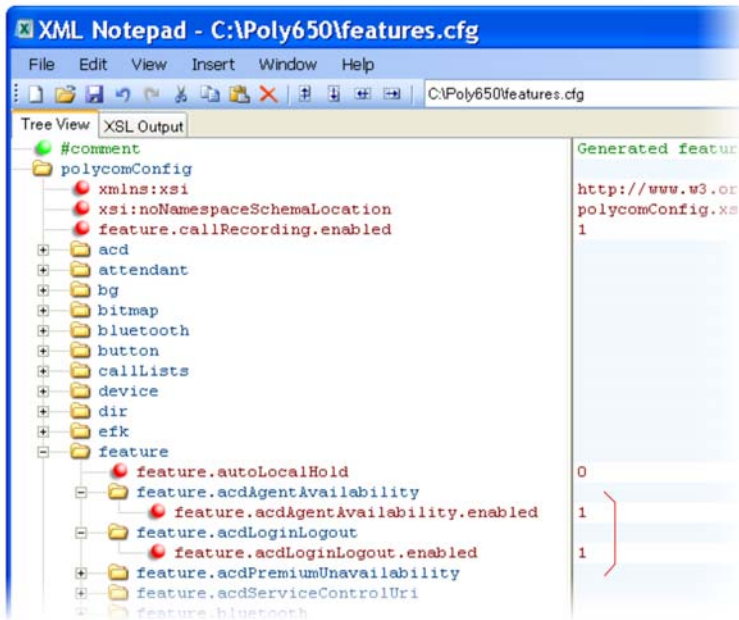 XML Notepad - C:\Poly650\features.cfg
File Edit View Insert Window Help
C:\Poly650\features.cfg
Tree View XSL Output
#comment Generated featur
polycomConfig
xmlns:xsi http://www.w3.or
xsi:noNamespaceSchemaLocation polycomConfig.xs
feature.callRecording.enabled 1
acd
attendant
bg
bitmap
bluetooth
button
callLists
device
dir
efk
feature
feature.autoLocalHold 0
feature.acdAgentAvailability
feature.acdAgentAvailability.enabled 1
feature.acdLoginLogout
feature.acdLoginLogout.enabled 1
feature.acdPremiumUnavailability
feature.acdServiceControlUri
feature.bluetooth